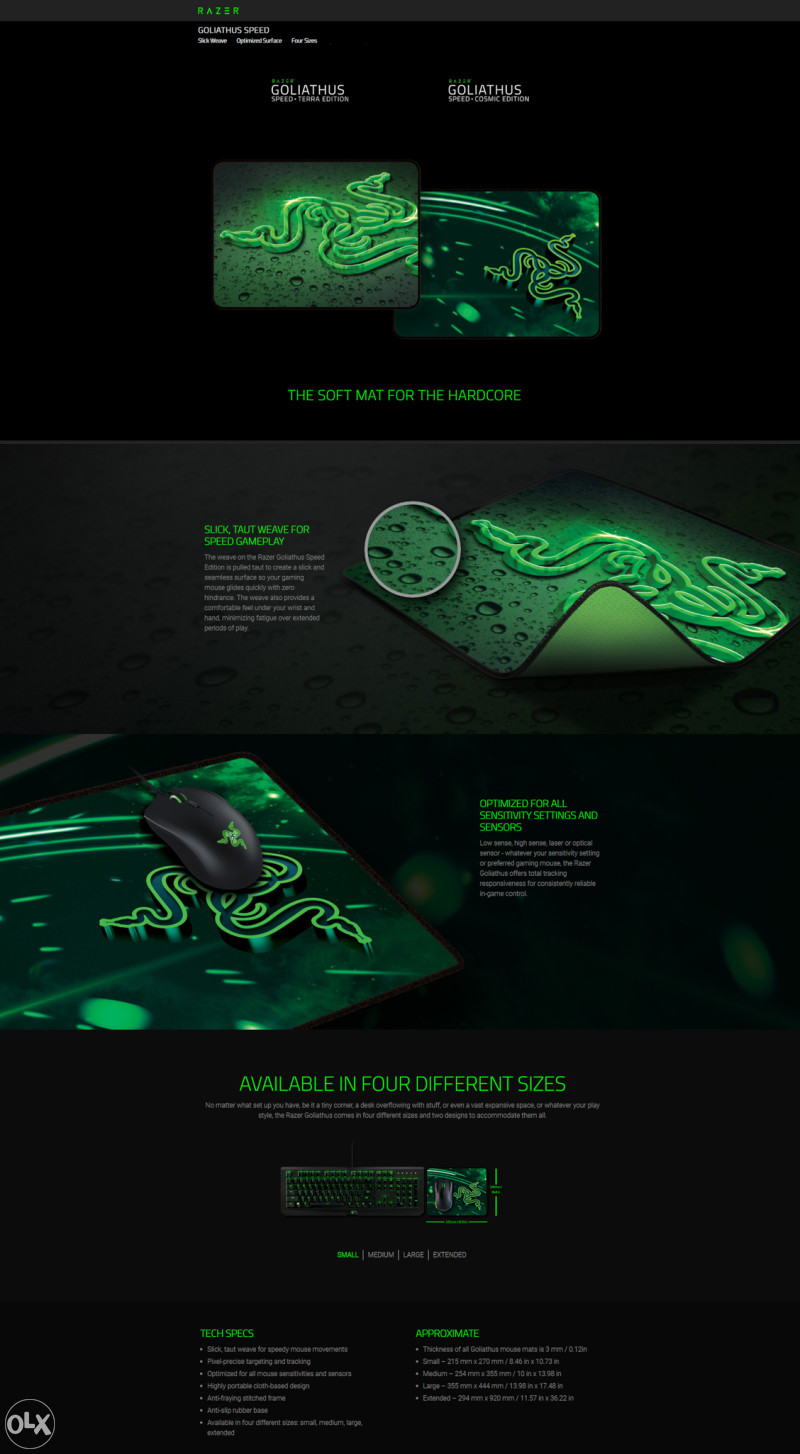 RAZER
GOLIATHUS SPEED
Slick Weave Optimized Surface Four Sizes
RAZER
GOLIATHUS
SPEED • TERRA EDITION
RAZER
GOLIATHUS
SPEED • COSMIC EDITION
THE SOFT MAT FOR THE HARDCORE
SLICK, TAUT WEAVE FOR
SPEED GAMEPLAY
The weave on the Razer Goliathus Speed
Edition is pulled taut to create a slick and
seamless surface so your gaming
mouse glides quickly with zero
hindrance. The weave also provides a
comfortable feel under your wrist and
hand, minimizing fatigue over extended
periods of play.
OPTIMIZED FOR ALL
SENSITIVITY SETTINGS AND
SENSORS
Low sense, high sense, laser or optical
sensor - whatever your sensitivity setting
or preferred gaming mouse, the Razer
Goliathus offers total tracking
responsiveness for consistently reliable
in-game control.
AVAILABLE IN FOUR DIFFERENT SIZES
No matter what set up you have, be it a tiny corner, a desk overflowing with stuff, or even a vast expansive space, or whatever your play
style, the Razer Goliathus comes in four different sizes and two designs to accommodate them all.
SMALL | MEDIUM | LARGE | EXTENDED
TECH SPECS
• Slick, taut weave for speedy mouse movements
• Pixel-precise targeting and tracking
• Optimized for all mouse sensitivities and sensors
• Highly portable cloth-based design
• Anti-fraying stitched frame
• Anti-slip rubber base
• Available in four different sizes: small, medium, large,
extended
APPROXIMATE
• Thickness of all Goliathus mouse mats is 3 mm / 0.12in
• Small – 215 mm x 270 mm / 8.46 in x 10.73 in
• Medium – 254 mm x 355 mm / 10 in x 13.98 in
• Large – 355 mm x 444 mm / 13.98 in x 17.48 in
• Extended – 294 mm x 920 mm / 11.57 in x 36.22 in
OLX